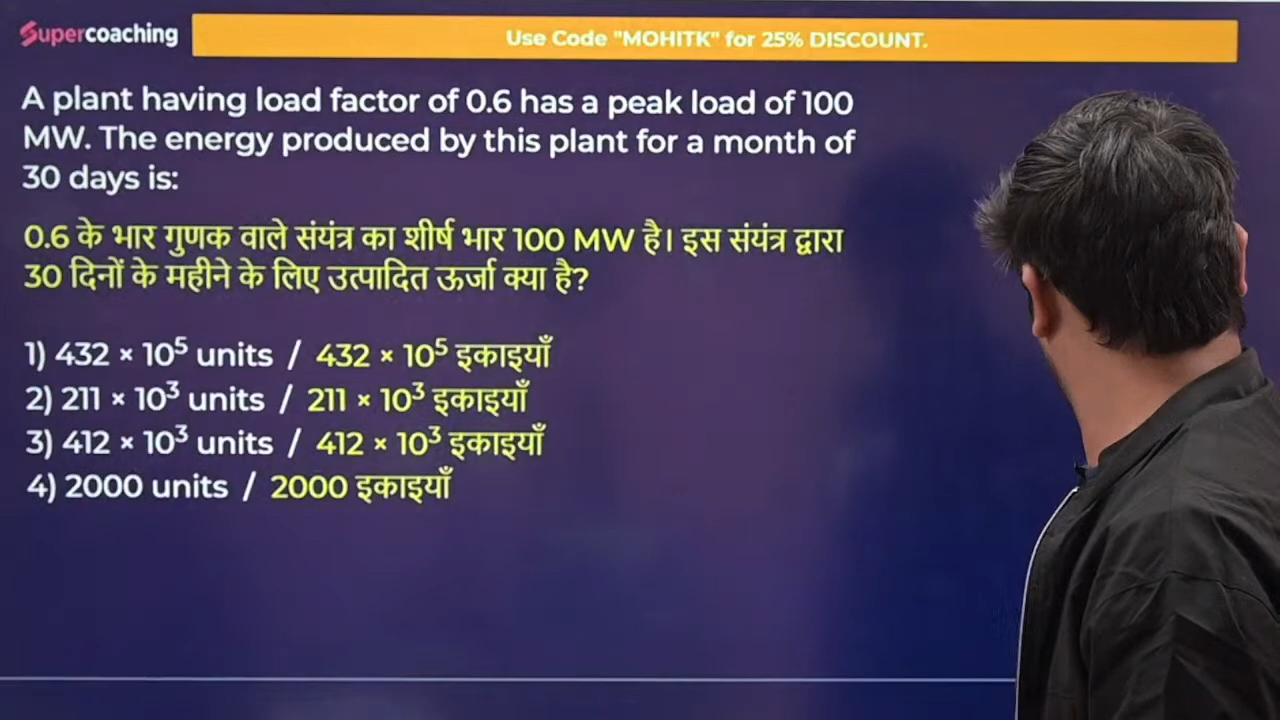 Supercoaching
Use Code "MOHITK" for 25% DISCOUNT.
A plant having load factor of 0.6 has a peak load of 100
MW. The energy produced by this plant for a month of
30 days is:
0.6 के भार गुणक वाले संयंत्र का शीर्ष भार 100 MW है। इस संयंत्र द्वारा
30 दिनों के महीने के लिए उत्पादित ऊर्जा क्या है?
1) 432 × 10⁵ units / 432 × 10⁵ इकाइयाँ
2) 211 × 10³ units / 211 × 10³ इकाइयाँ
3) 412 × 10³ units / 412 × 10³ इकाइयाँ
4) 2000 units / 2000 इकाइयाँ